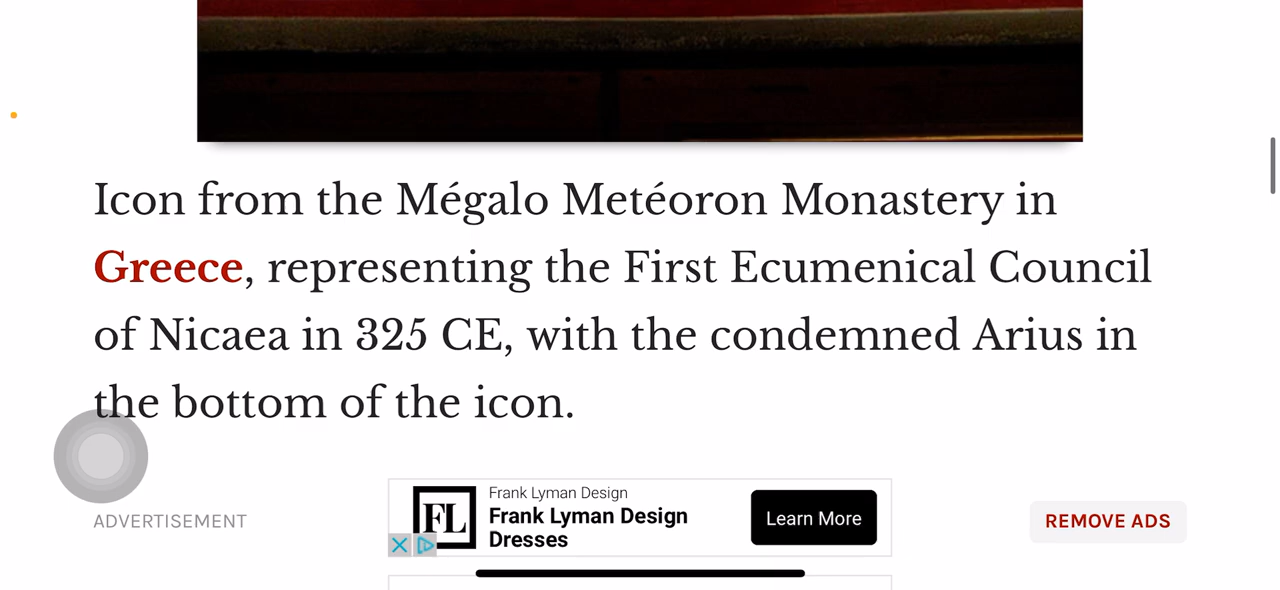 Icon from the Mégalo Metéoron Monastery in
Greece, representing the First Ecumenical Council
of Nicaea in 325 CE, with the condemned Arius in
the bottom of the icon.
ADVERTISEMENT
FL
Frank Lyman Design
Frank Lyman Design
Dresses
Learn More
REMOVE ADS